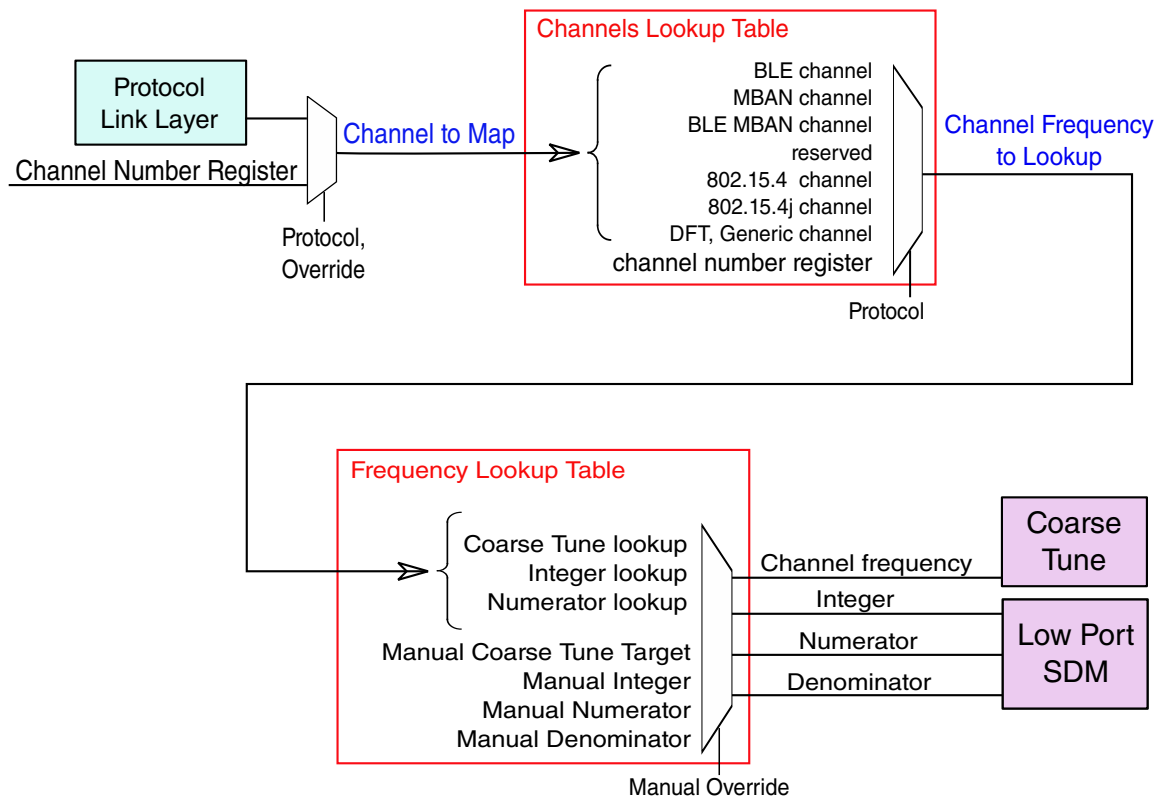 Channels Lookup Table
Protocol
Link Layer
Channel Number Register
Protocol,
Override
Channel to Map
BLE channel
MBAN channel
BLE MBAN channel
reserved
802.15.4 channel
802.15.4j channel
DFT, Generic channel
channel number register
Protocol
Channel Frequency
to Lookup
Frequency Lookup Table
Coarse Tune lookup
Integer lookup
Numerator lookup
Manual Coarse Tune Target
Manual Integer
Manual Numerator
Manual Denominator
Manual Override
Channel frequency
Integer
Numerator
Denominator
Coarse
Tune
Low Port
SDM